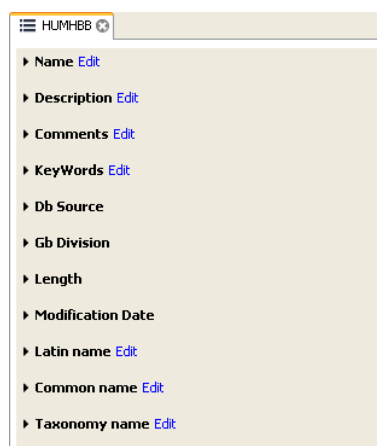 HUMHBB
Name Edit
Description Edit
Comments Edit
KeyWords Edit
Db Source
Gb Division
Length
Modification Date
Latin name Edit
Common name Edit
Taxonomy name Edit